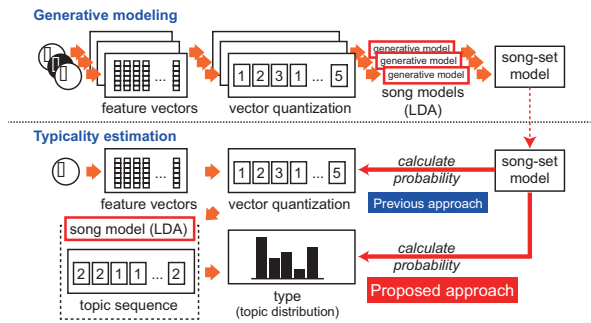 Generative modeling
generative model
generative model
generative model
1 2 3 1 ... 5
...
feature vectors
vector quantization
song models
(LDA)
song-set
model
Typicality estimation
...
feature vectors
1 2 3 1 ... 5
vector quantization
calculate
probability
Previous approach
song-set
model
song model (LDA)
2 2 1 1 ... 2
topic sequence
type
(topic distribution)
calculate
probability
Proposed approach